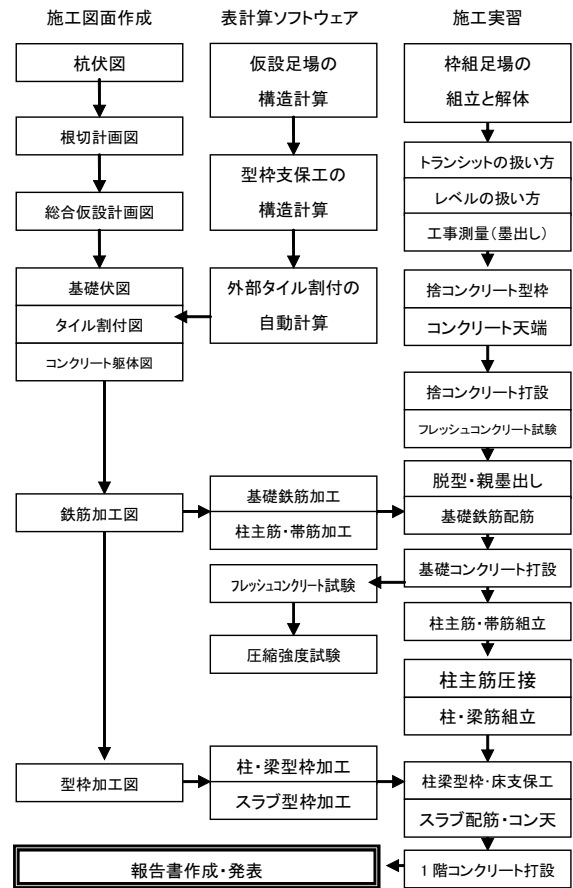 施工図面作成
杭伏図
根切計画図
総合仮設計画図
基礎伏図
タイル割付図
コンクリート躯体図
鉄筋加工図
型枠加工図
表計算ソフトウェア
仮設足場の
構造計算
型枠支保工の
構造計算
外部タイル割付の
自動計算
基礎鉄筋加工
柱主筋・帯筋加工
フレッシュコンクリート試験
圧縮強度試験
柱・梁型枠加工
スラブ型枠加工
施工実習
枠組足場の
組立と解体
トランシットの扱い方
レベルの扱い方
工事測量（墨出し）
捨コンクリート型枠
コンクリート天端
捨コンクリート打設
フレッシュコンクリート試験
脱型・親墨出し
基礎鉄筋配筋
基礎コンクリート打設
柱主筋・帯筋組立
柱主筋圧接
柱・梁筋組立
柱梁型枠・床支保工
スラブ配筋・コン天
1階コンクリート打設
報告書作成・発表